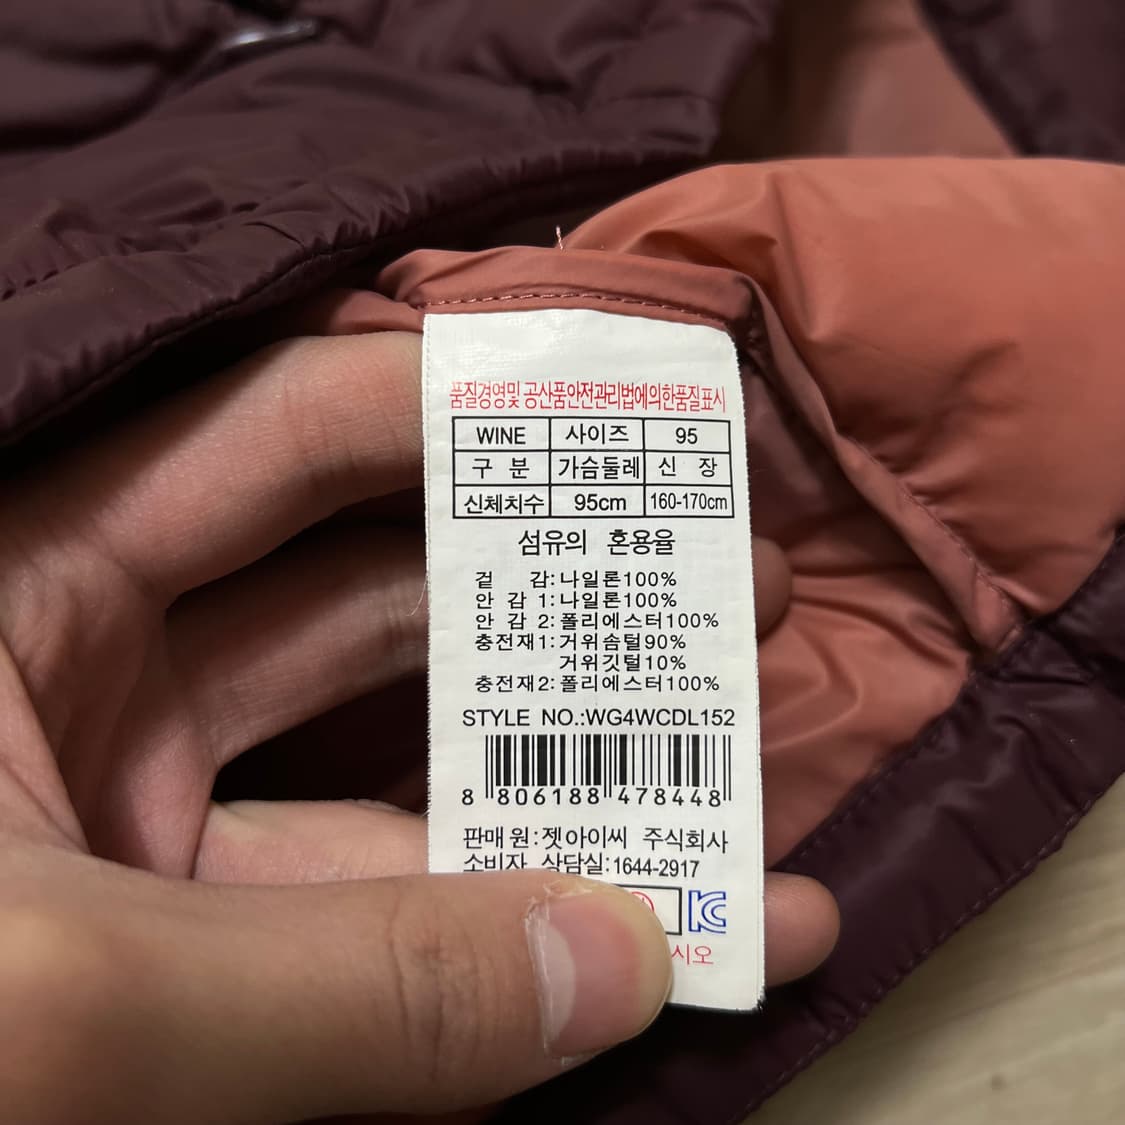 품질경영및 공산품안전관리법에의한품질표시
WINE 사이즈 95
구 분 가슴둘레 신 장
신체치수 95cm 160-170cm
섬유의 혼용율
겉 감:나일론100%
안 감 1:나일론100%
안 감 2:폴리에스터100%
충전재1:거위솜털90%
거위깃털10%
충전재2:폴리에스터100%
STYLE NO.:WG4WCDL152
8 806188 478448
판매원:젯아이씨 주식회사
소비자 상담실:1644-2917
KC
시오